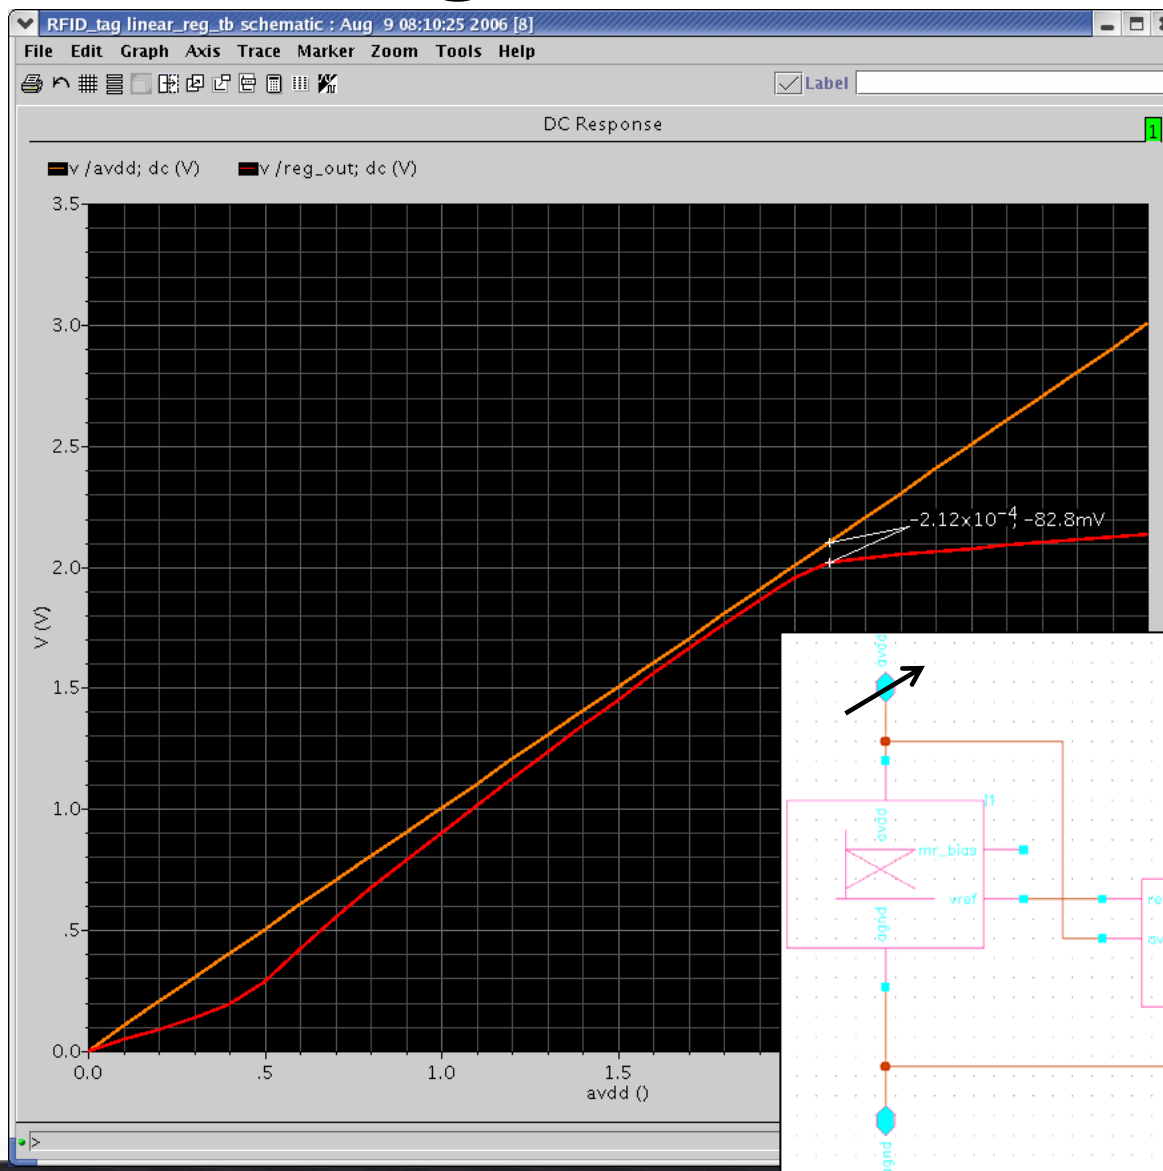 RFID_tag linear_reg_tb schematic : Aug 9 08:10:25 2006 [8]
File Edit Graph Axis Trace Marker Zoom Tools Help
Label
DC Response
1
v /avdd; dc (V) v /reg_out; dc (V)
3.5
3.0
2.5
-2.12x10⁻⁴, -82.8mV
2.0
V (V)
1.5
1.0
.5
0.0
0.0 .5 1.0 1.5
avdd ()
>
avdd
I1
avdd
mr_bias
vref
re
av
agnd
agnd